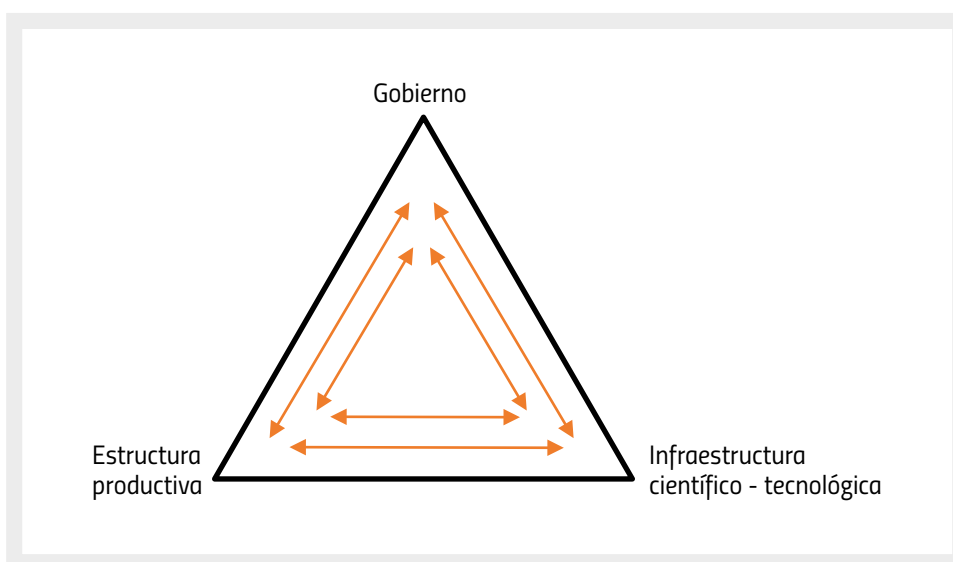 Gobierno
Estructura
productiva
Infraestructura
científico - tecnológica